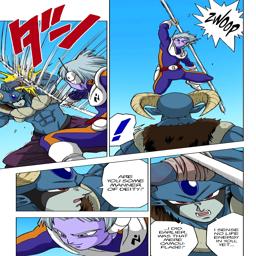 ZWOOP
ダン
!
ARE YOU
SOME MANNER
OF DEITY?
I SENSE
NO LIFE
ENERGY IN
YOU, YET...
...I DID
EARLIER.
WAS THAT
MERE
CAMOU-
FLAGE?